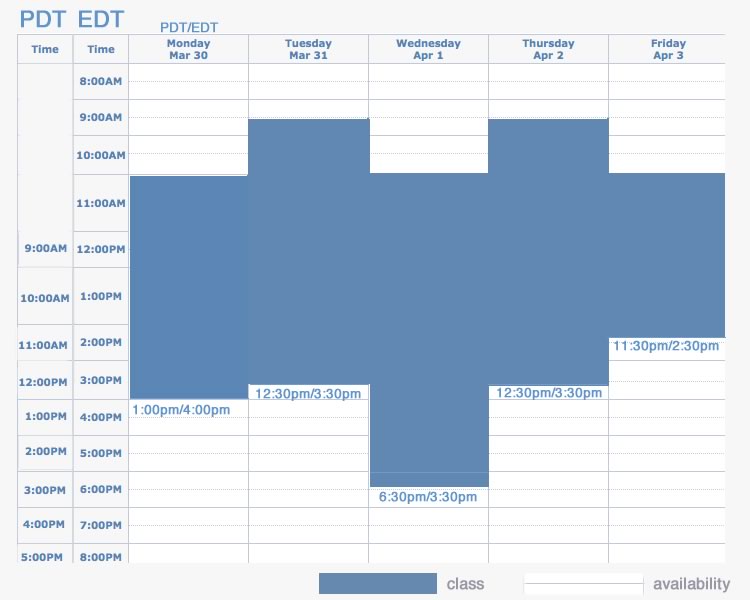 PDT EDT
PDT/EDT
Time Time Monday Tuesday Wednesday Thursday Friday
Mar 30 Mar 31 Apr 1 Apr 2 Apr 3
8:00AM
9:00AM
10:00AM
11:00AM
9:00AM 12:00PM
10:00AM 1:00PM
11:00AM 2:00PM 11:30pm/2:30pm
12:00PM 3:00PM 12:30pm/3:30pm 12:30pm/3:30pm
1:00PM 4:00PM 1:00pm/4:00pm
2:00PM 5:00PM
3:00PM 6:00PM 6:30pm/3:30pm
4:00PM 7:00PM
5:00PM 8:00PM
class availability